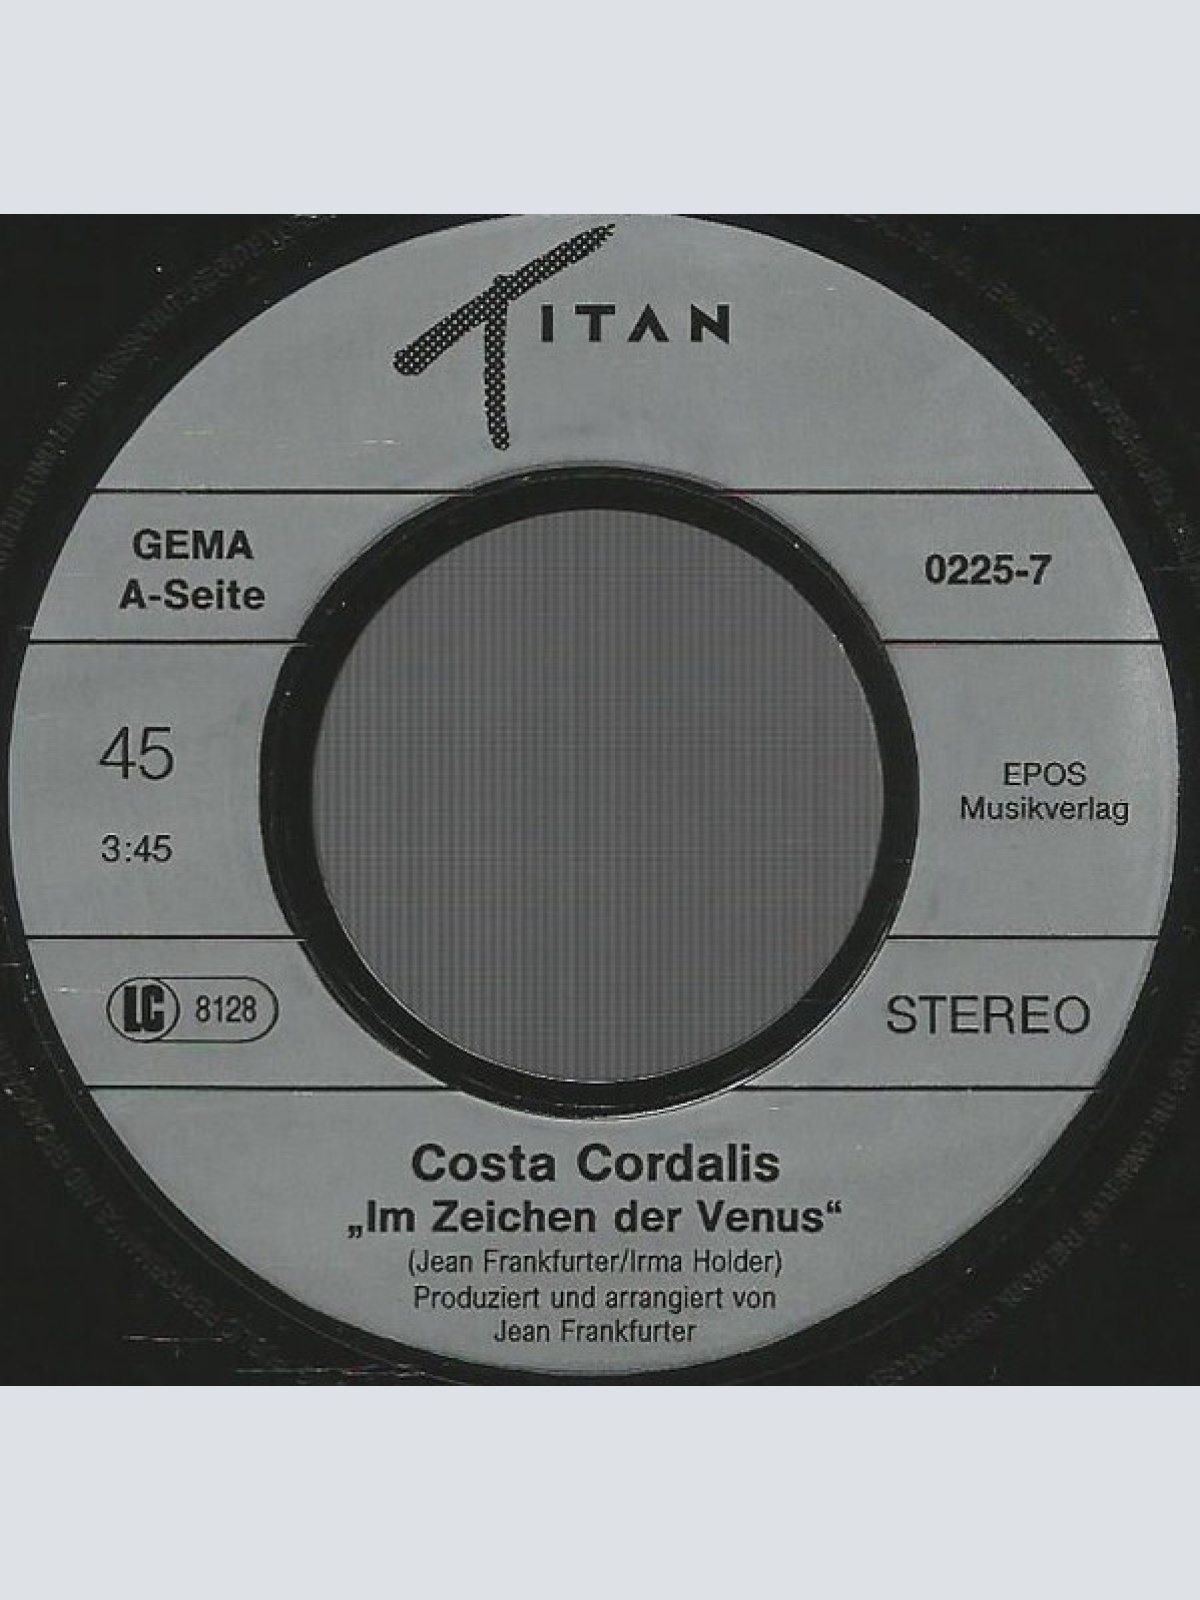 TITAN
GEMA
A-Seite
0225-7
45
3:45
EPOS
Musikverlag
LC 8128
STEREO
Costa Cordalis
„Im Zeichen der Venus“
(Jean Frankfurter/Irma Holder)
Produziert und arrangiert von
Jean Frankfurter